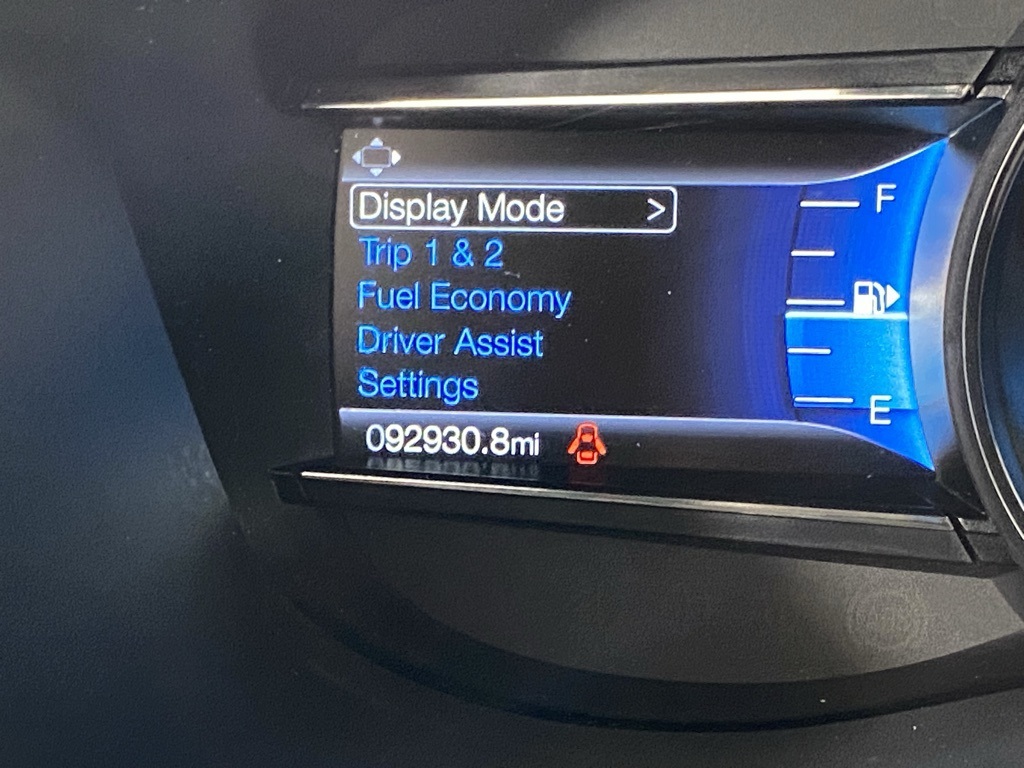 Display Mode >
Trip 1 & 2
Fuel Economy
Driver Assist
Settings
092930.8mi
F
E